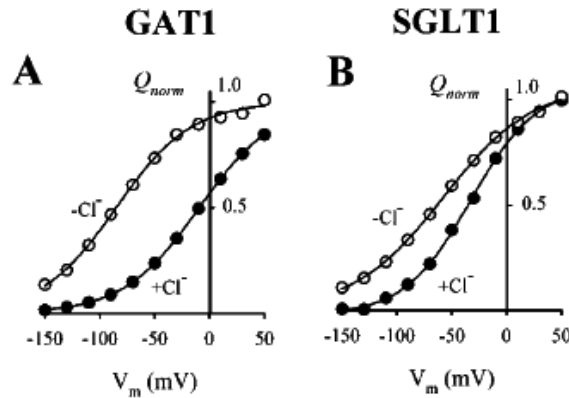 GAT1 SGLT1
A B
Qnorm Qnorm
1.0 1.0
-Cl⁻ 0.5 -Cl⁻ 0.5
+Cl⁻ +Cl⁻
-150 -100 -50 0 50 -150 -100 -50 0 50
Vm (mV) Vm (mV)